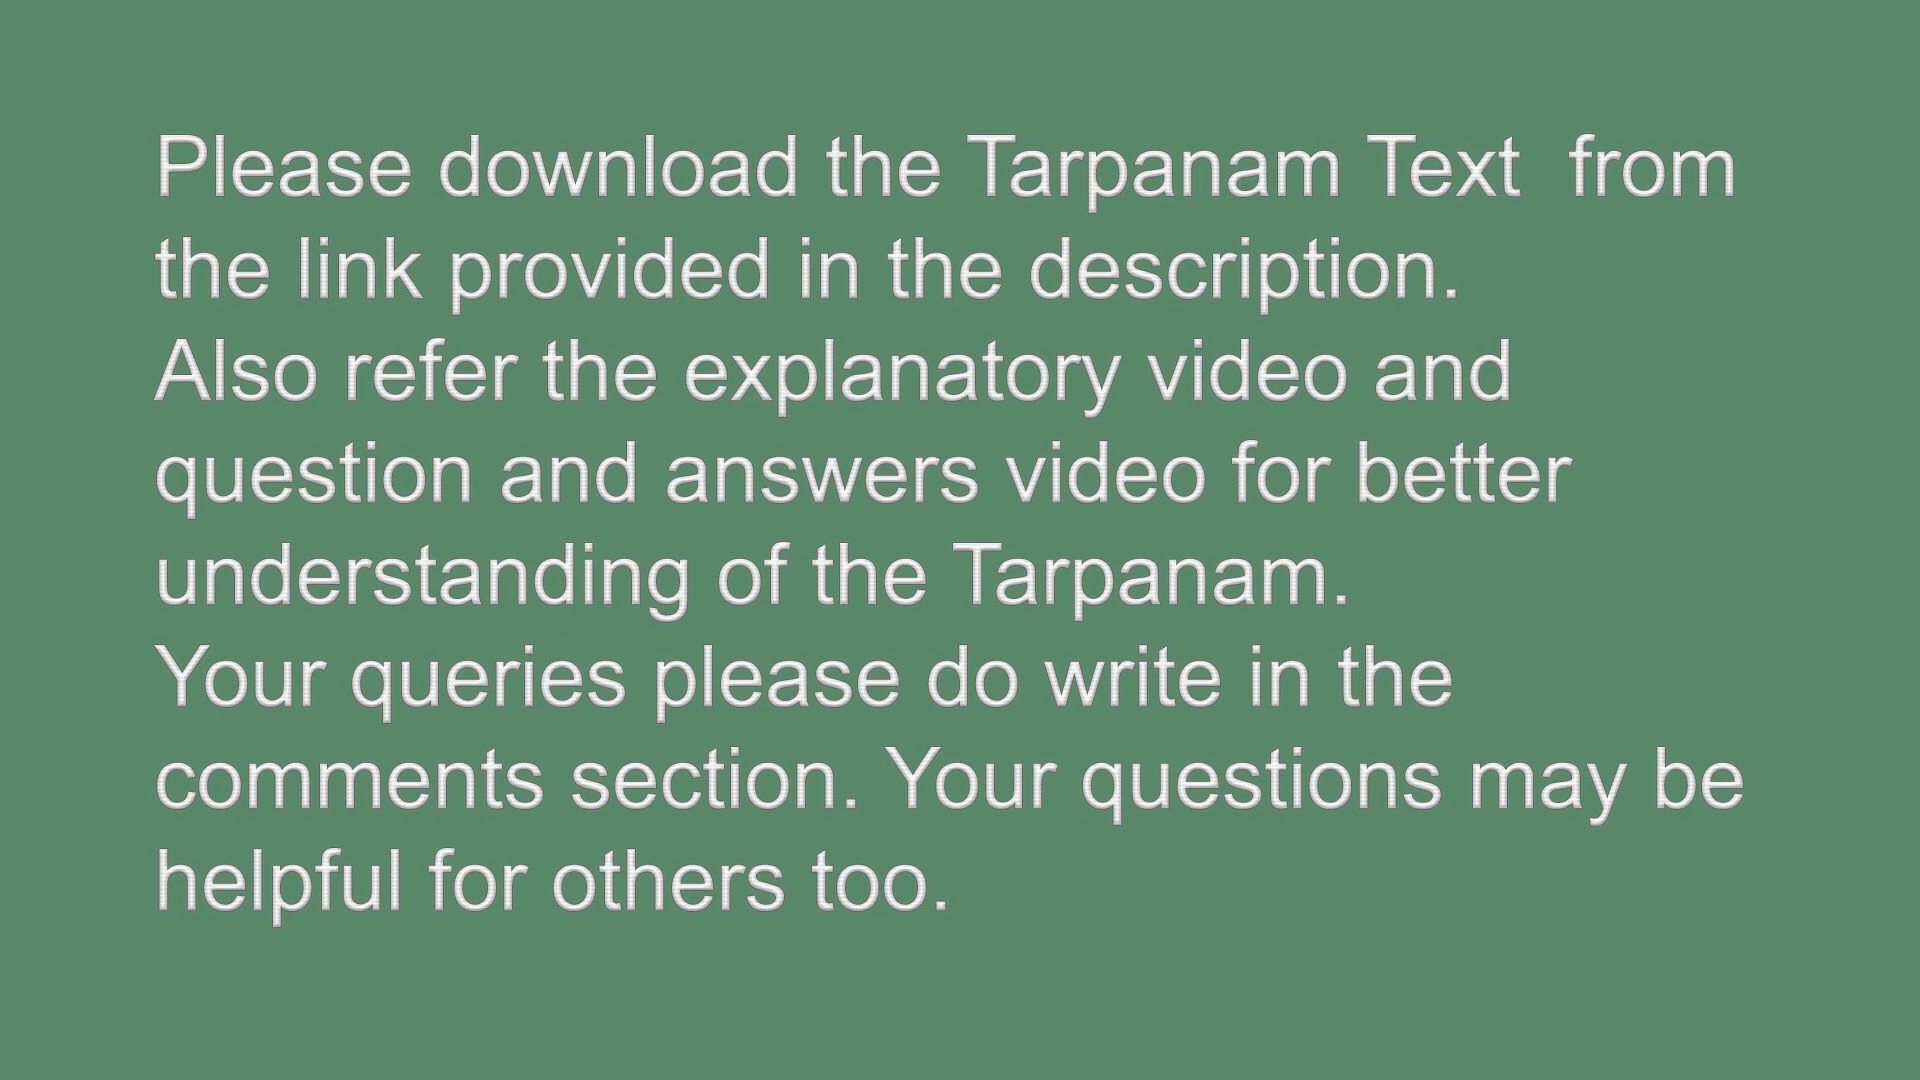 Please download the Tarpanam Text  from
the link provided in the description.
Also refer the explanatory video and
question and answers video for better
understanding of the Tarpanam.
Your queries please do write in the
comments section. Your questions may be
helpful for others too.